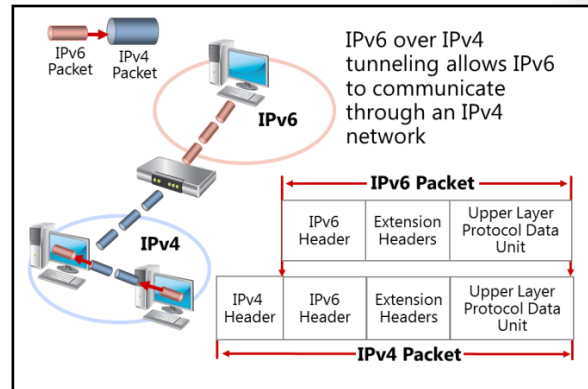 IPv6
Packet
IPv4
Packet
IPv6 over IPv4
tunneling allows IPv6
to communicate
through an IPv4
network
IPv6
IPv4
IPv6 Packet
IPv6
Header
Extension
Headers
Upper Layer
Protocol Data
Unit
IPv4
Header
IPv6
Header
Extension
Headers
Upper Layer
Protocol Data
Unit
IPv4 Packet